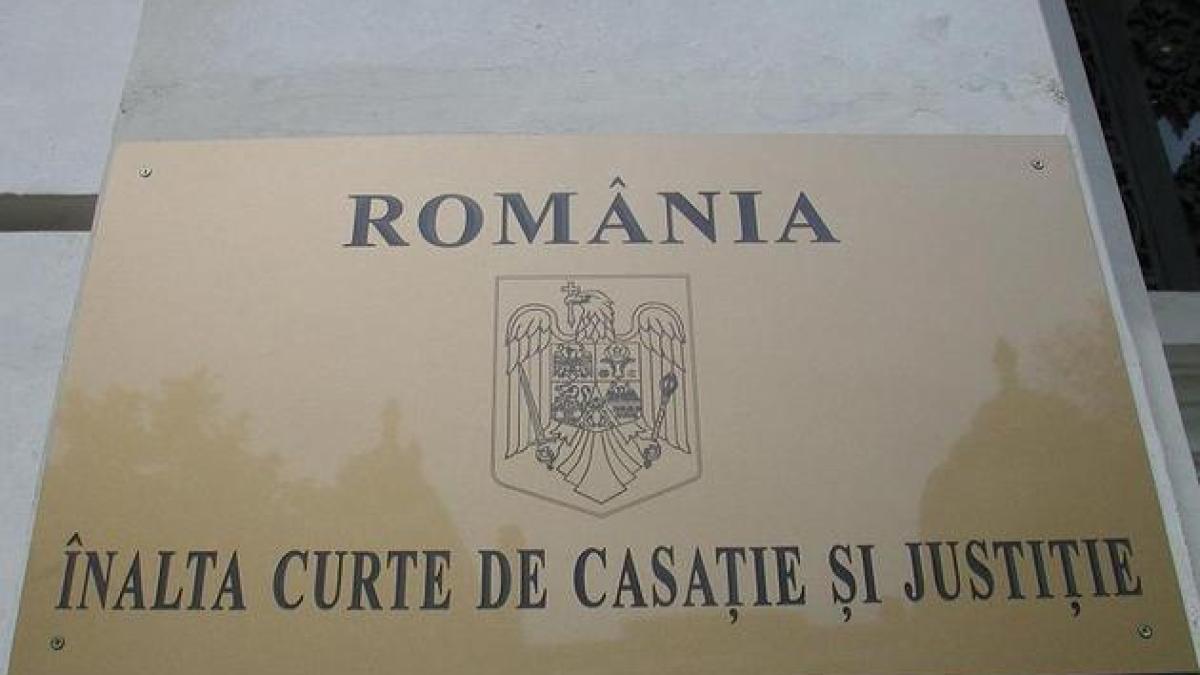 ROMÂNIA
ÎNALTA CURTE DE CASAȚIE ȘI JUSTIȚIE